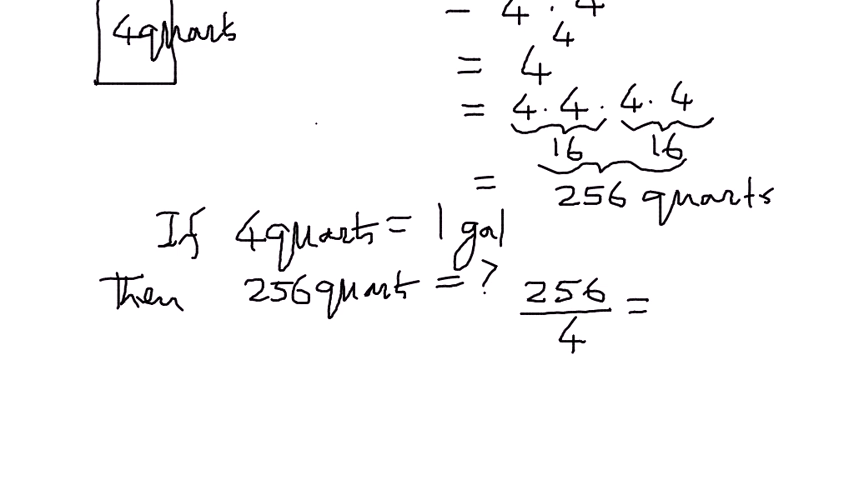 4quarts
= 4 · 4
= 4^4
= 4 · 4 · 4 · 4
16 16
= 256 quarts
If 4quarts = 1 gal
Then 256quart = ? 256/4 =